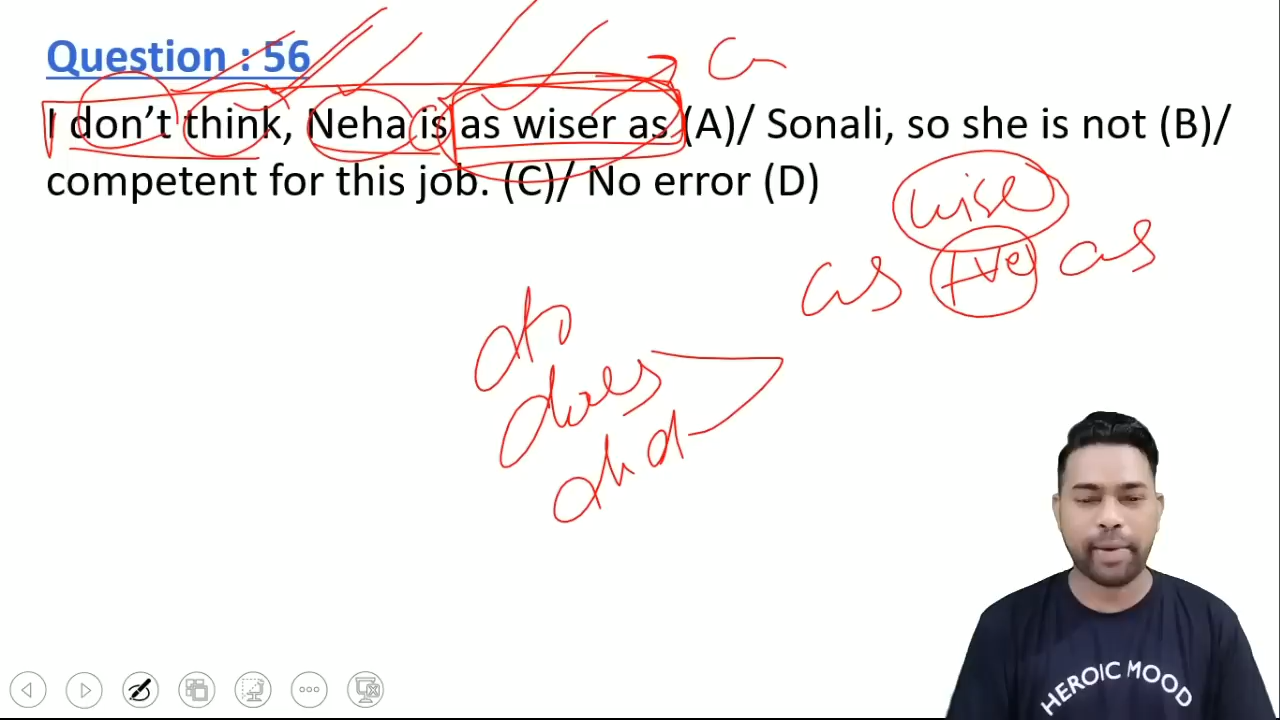 Question : 56
I don't think, Neha is as wiser as (A)/ Sonali, so she is not (B)/
competent for this job. (C)/ No error (D)
wise
as +ve as
do
does
did
HEROIC MOOD